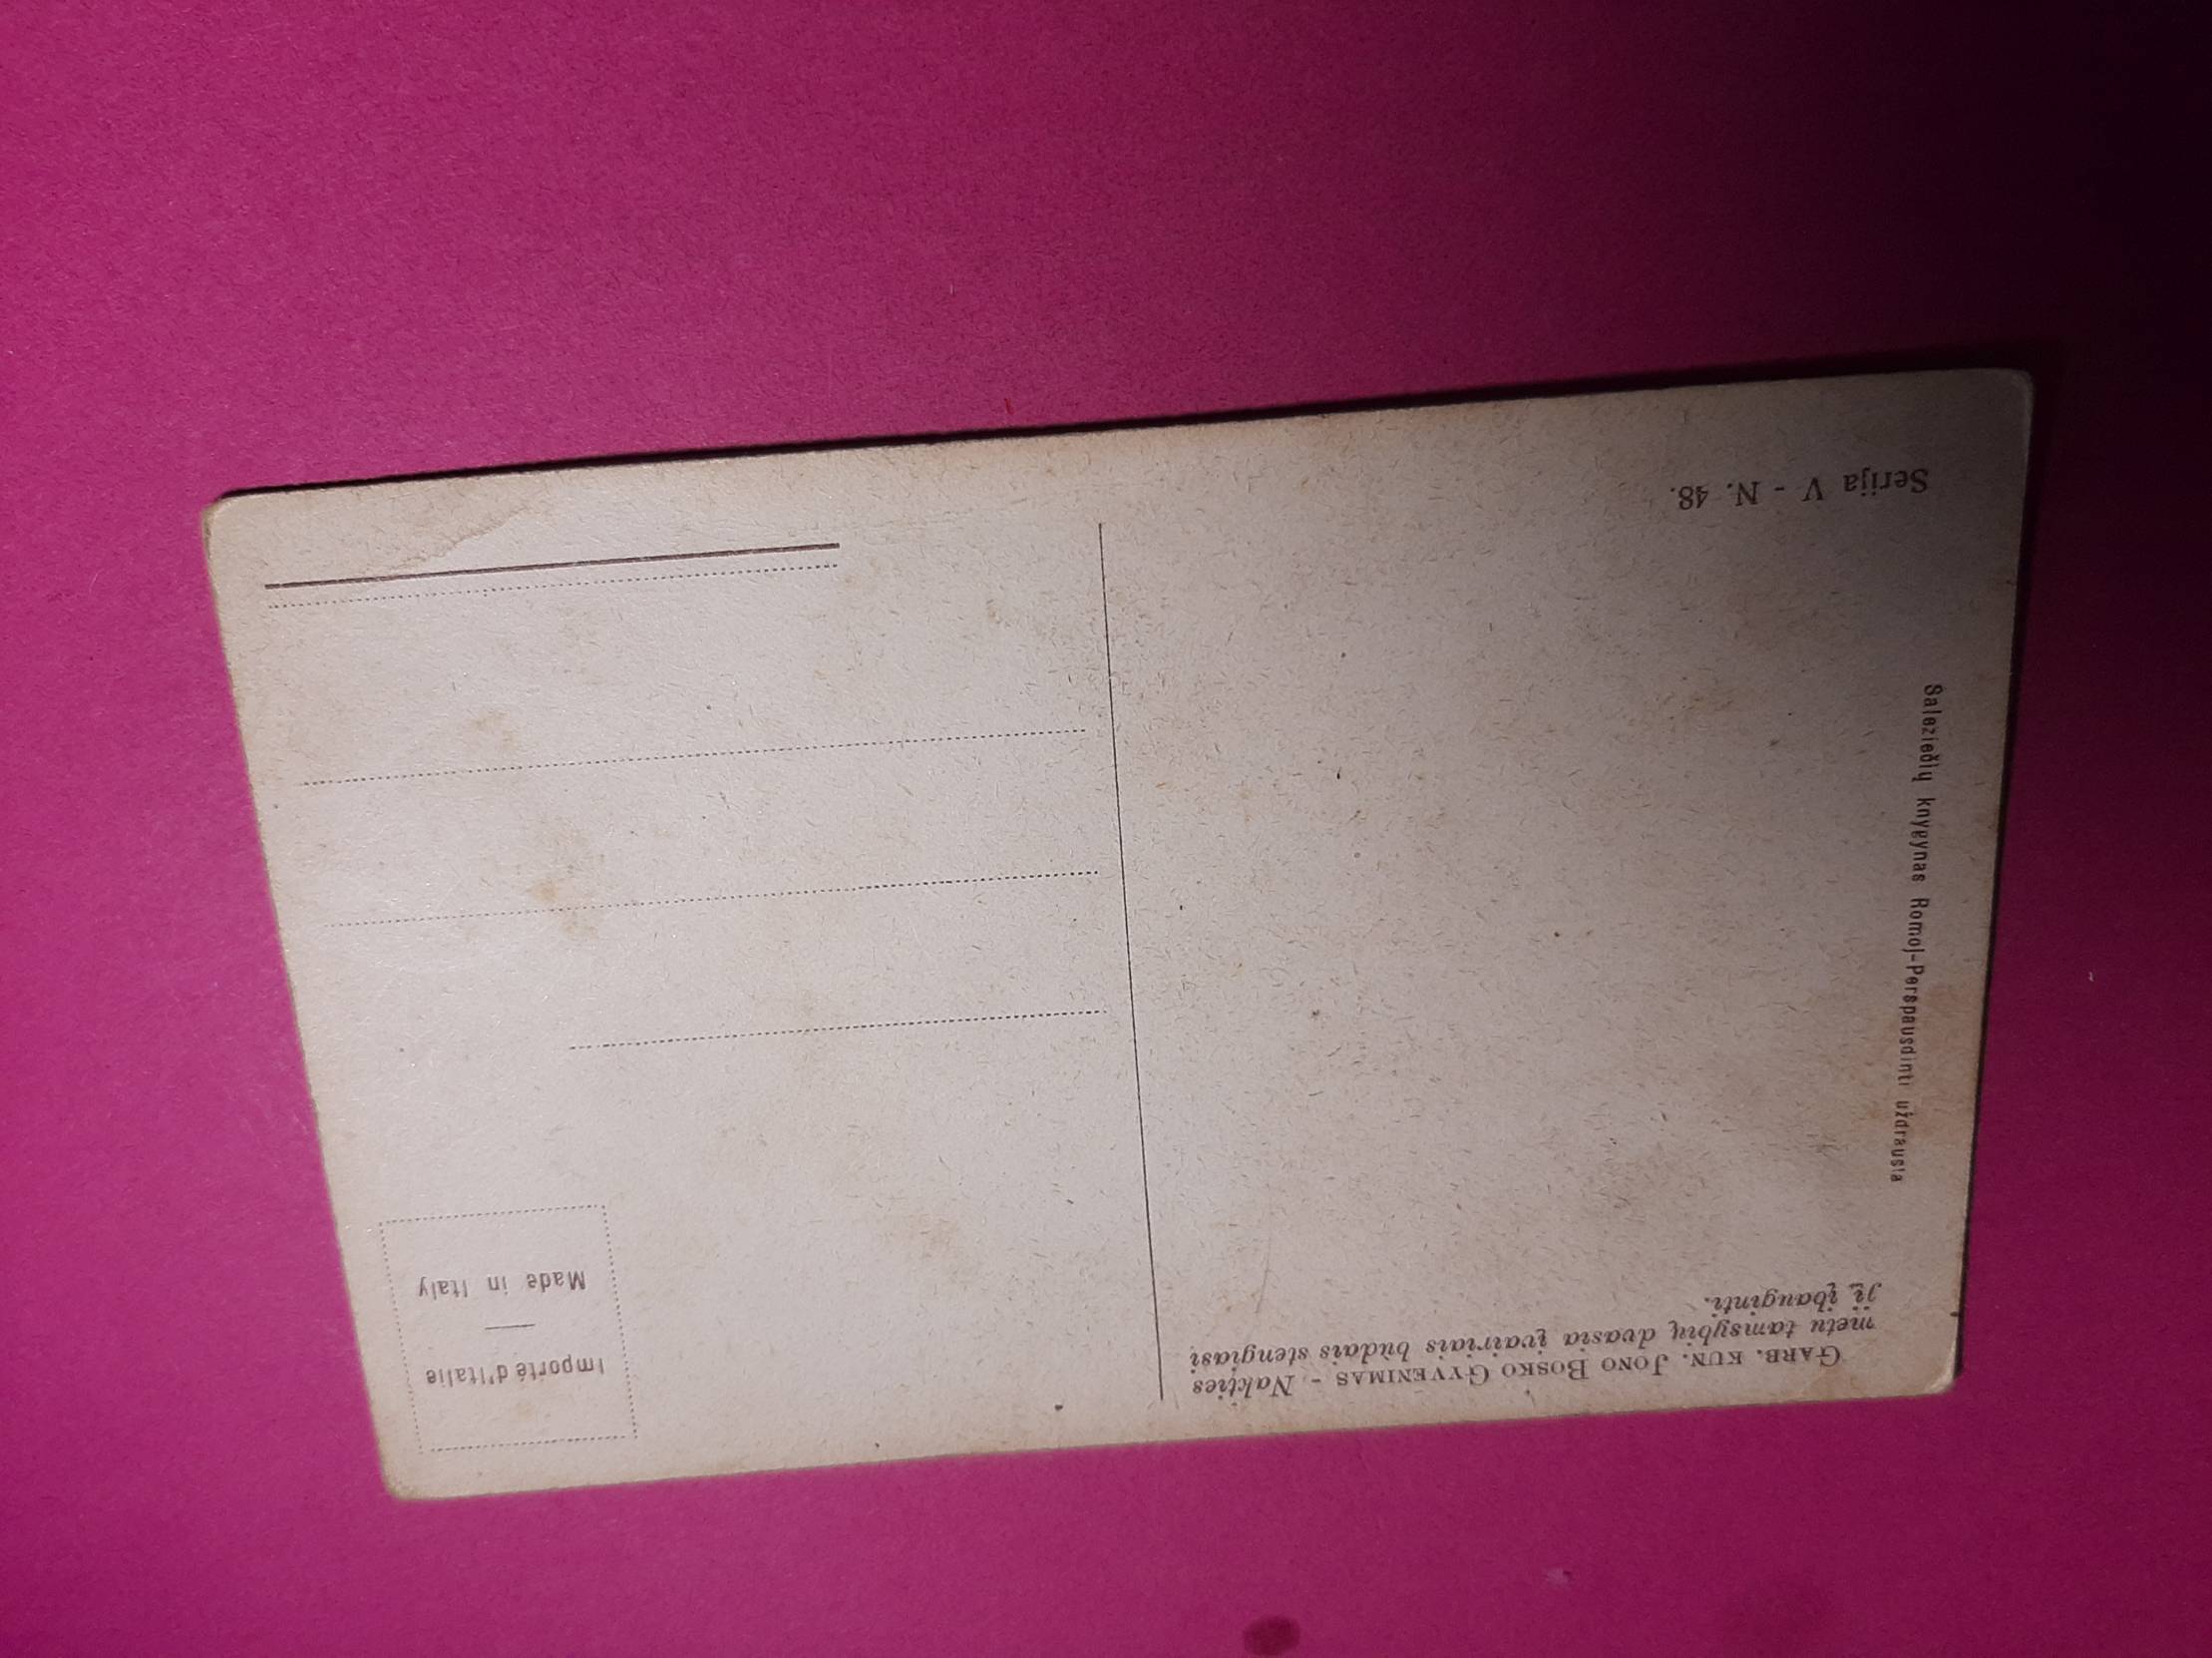 GARB. KUN. JONO BOSKO GYVENIMAS - Nakties
metu tamsybių dvasia įvairiais būdais stengiasi
jį įbauginti.
Importé d'Italie
Made in Italy
Saleziečių knygynas Romoj-Perspausdinti uždrausta
Serija V - N. 48.